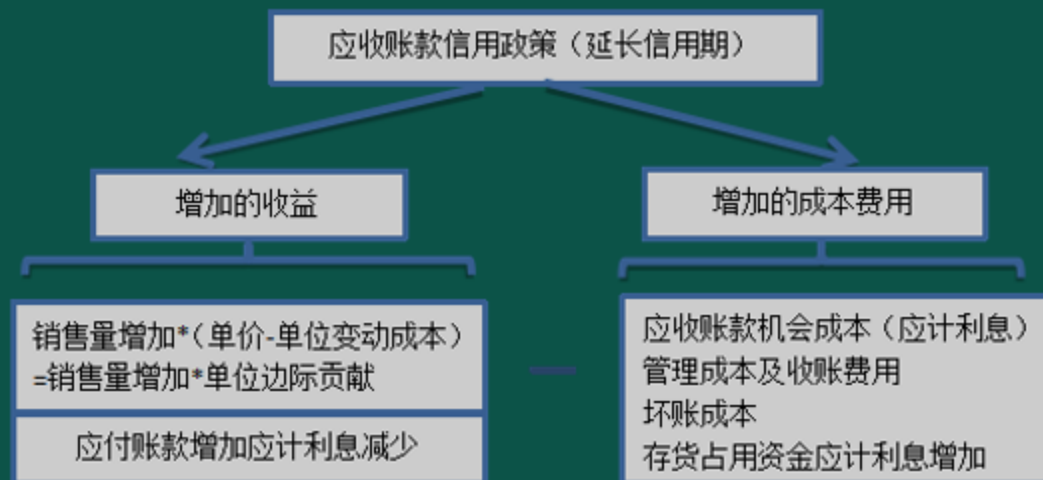 应收账款信用政策（延长信用期）
增加的收益
增加的成本费用
销售量增加*（单价-单位变动成本）
=销售量增加*单位边际贡献
应付账款增加应计利息减少
应收账款机会成本（应计利息）
管理成本及收账费用
坏账成本
存货占用资金应计利息增加